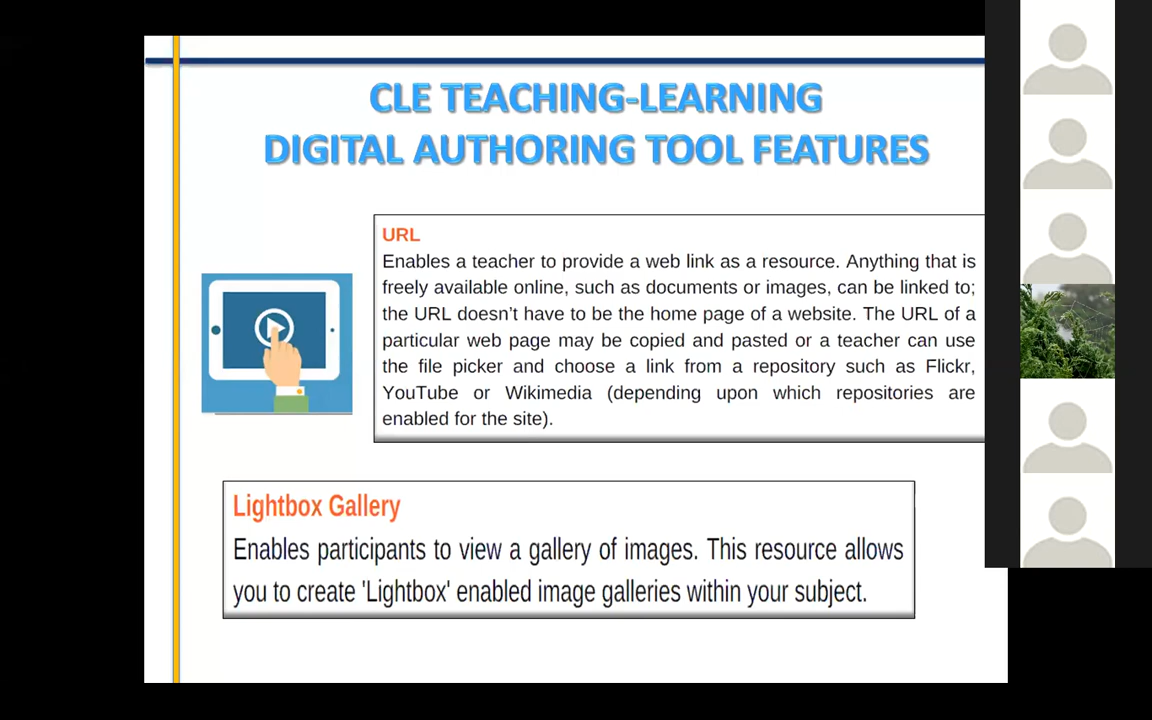 CLE TEACHING-LEARNING
DIGITAL AUTHORING TOOL FEATURES
URL
Enables a teacher to provide a web link as a resource. Anything that is
freely available online, such as documents or images, can be linked to;
the URL doesn't have to be the home page of a website. The URL of a
particular web page may be copied and pasted or a teacher can use
the file picker and choose a link from a repository such as Flickr,
YouTube or Wikimedia (depending upon which repositories are
enabled for the site).
Lightbox Gallery
Enables participants to view a gallery of images. This resource allows
you to create 'Lightbox' enabled image galleries within your subject.